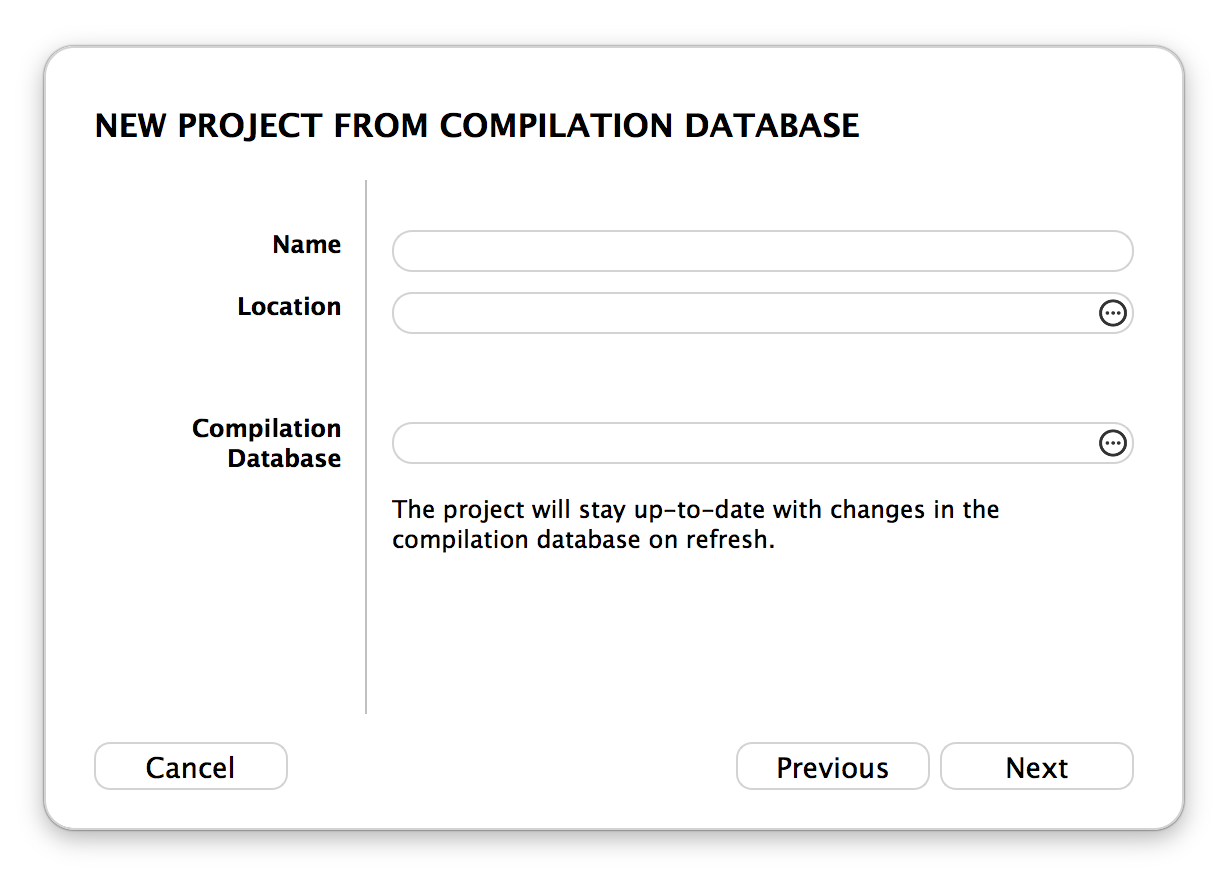 NEW PROJECT FROM COMPILATION DATABASE
Name
Location
Compilation
Database
The project will stay up-to-date with changes in the
compilation database on refresh.
Cancel
Previous
Next